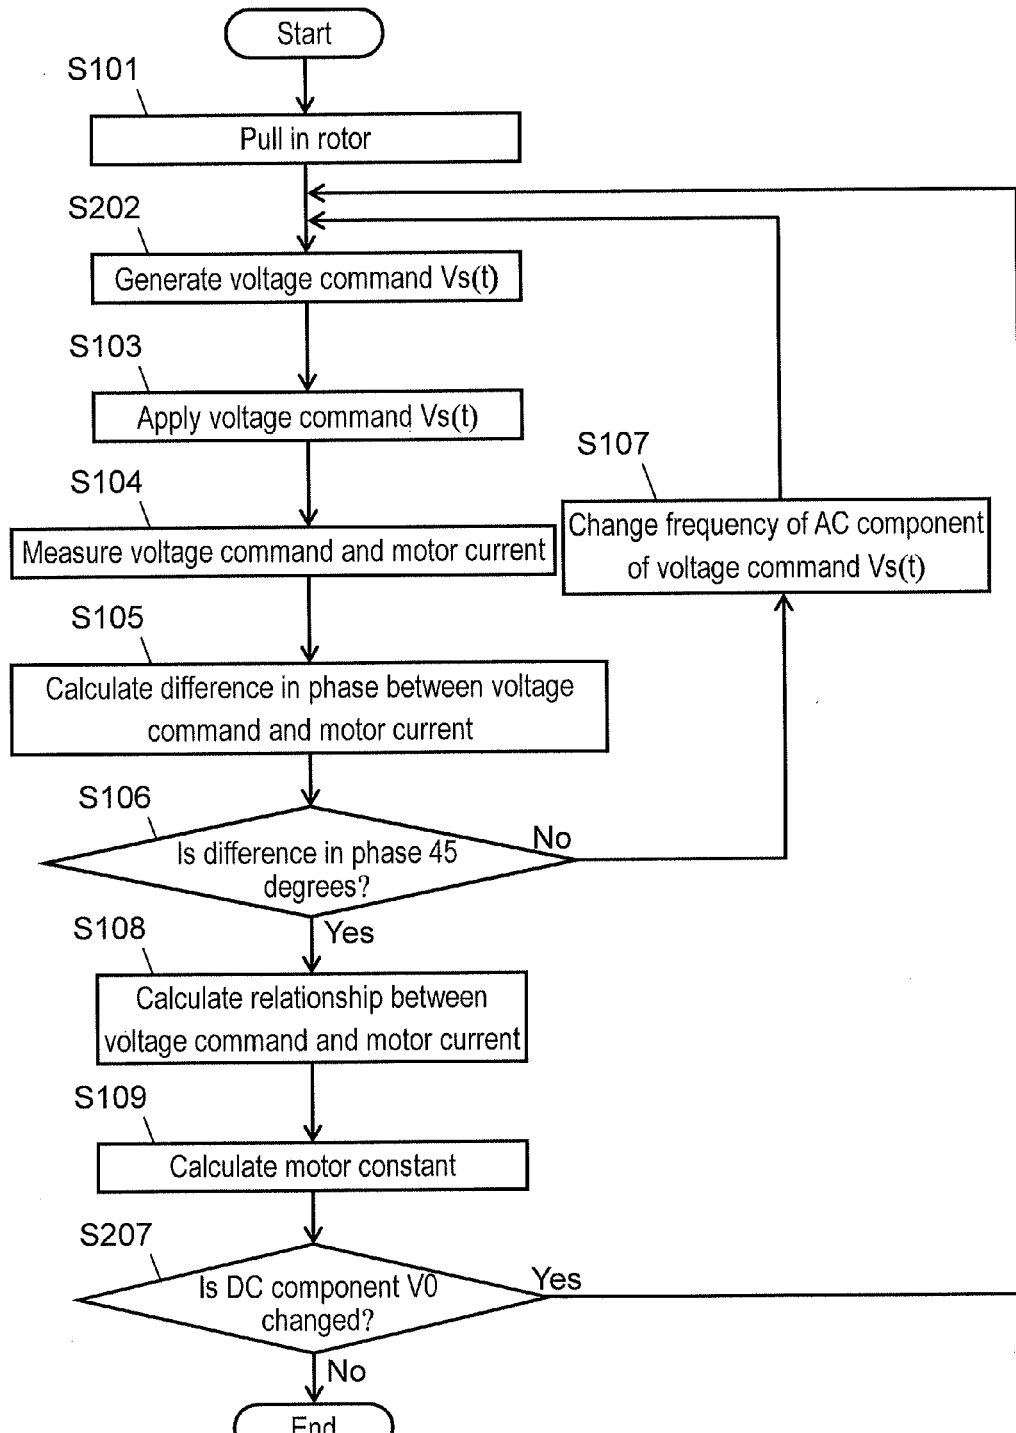 Start
S101
Pull in rotor
S202
Generate voltage command Vs(t)
S103
Apply voltage command Vs(t)
S107
S104
Change frequency of AC component
of voltage command Vs(t)
Measure voltage command and motor current
S105
Calculate difference in phase between voltage
command and motor current
S106
No
Is difference in phase 45
degrees?
Yes
S108
Calculate relationship between
voltage command and motor current
S109
Calculate motor constant
S207
Yes
Is DC component V0
changed?
No
End